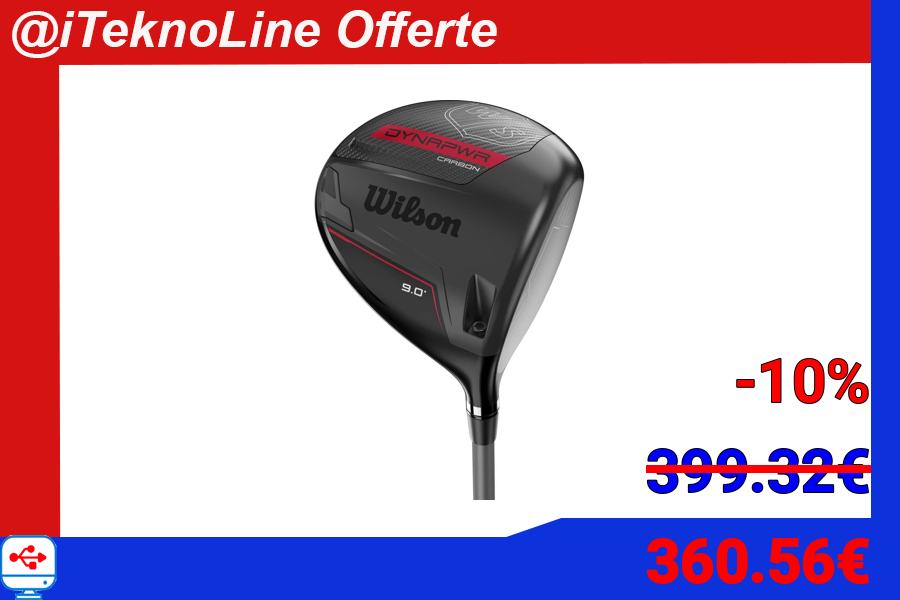 @iTeknoLine Offerte
W/S
DYNAPWR
CARBON
Wilson
9.0°
-10%
399.32€
360.56€